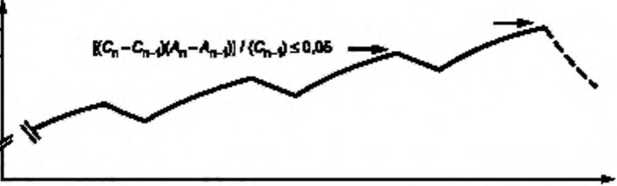 [(Cn–Cn-1)(An–An-1)] / (Cn-1) ≤ 0,05